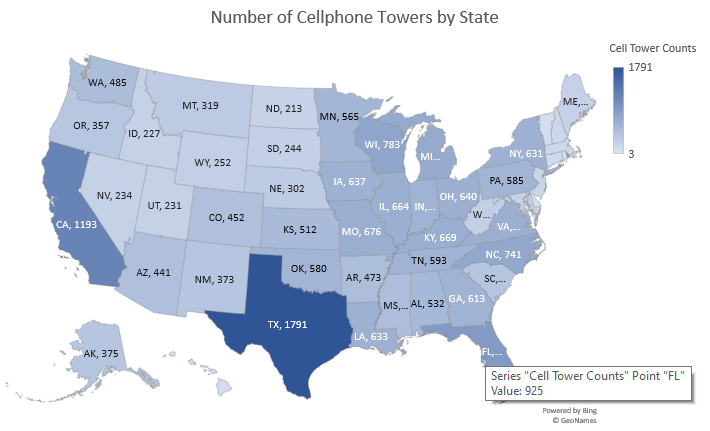 Number of Cellphone Towers by State
Cell Tower Counts
1791
3
WA, 485
OR, 357
ID, 227
MT, 319
ND, 213
MN, 565
WI, 783
MI...
ME,...
SD, 244
WY, 252
NV, 234
UT, 231
CA, 1193
NE, 302
IA, 637
NY, 631
PA, 585
CO, 452
KS, 512
MO, 676
IL, 664
IN,...
OH, 640
W...
VA,...
KY, 669
AZ, 441
NM, 373
OK, 580
AR, 473
TN, 593
NC, 741
SC,...
TX, 1791
LA, 633
MS,...
AL, 532
GA, 613
FL,...
AK, 375
Series "Cell Tower Counts" Point "FL"
Value: 925
Powered by Bing
© GeoNames